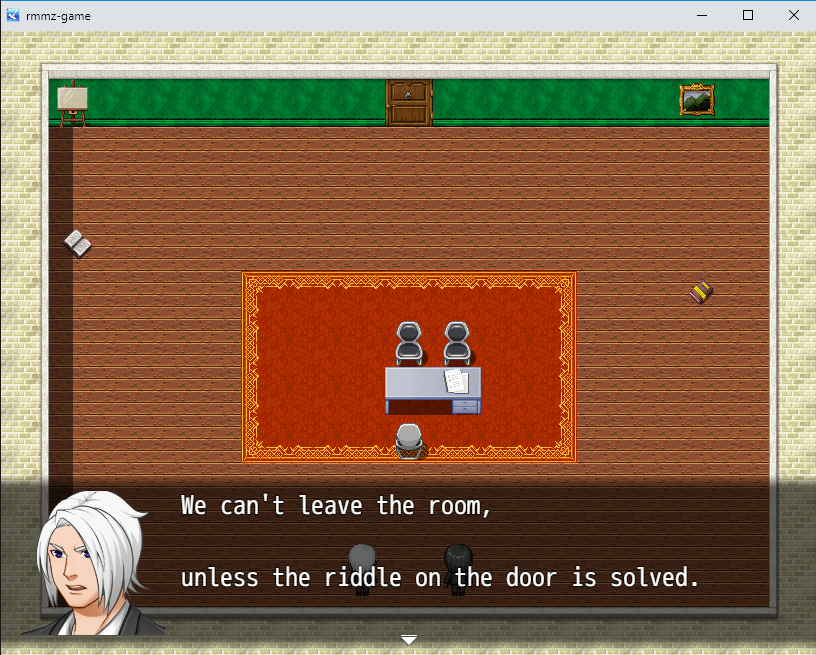 rmmz-game
We can't leave the room,
unless the riddle on the door is solved.